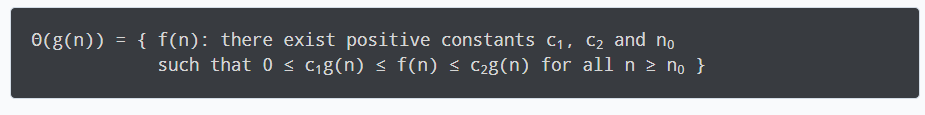 Θ(g(n)) = { f(n): there exist positive constants c₁, c₂ and n₀
such that 0 ≤ c₁g(n) ≤ f(n) ≤ c₂g(n) for all n ≥ n₀ }